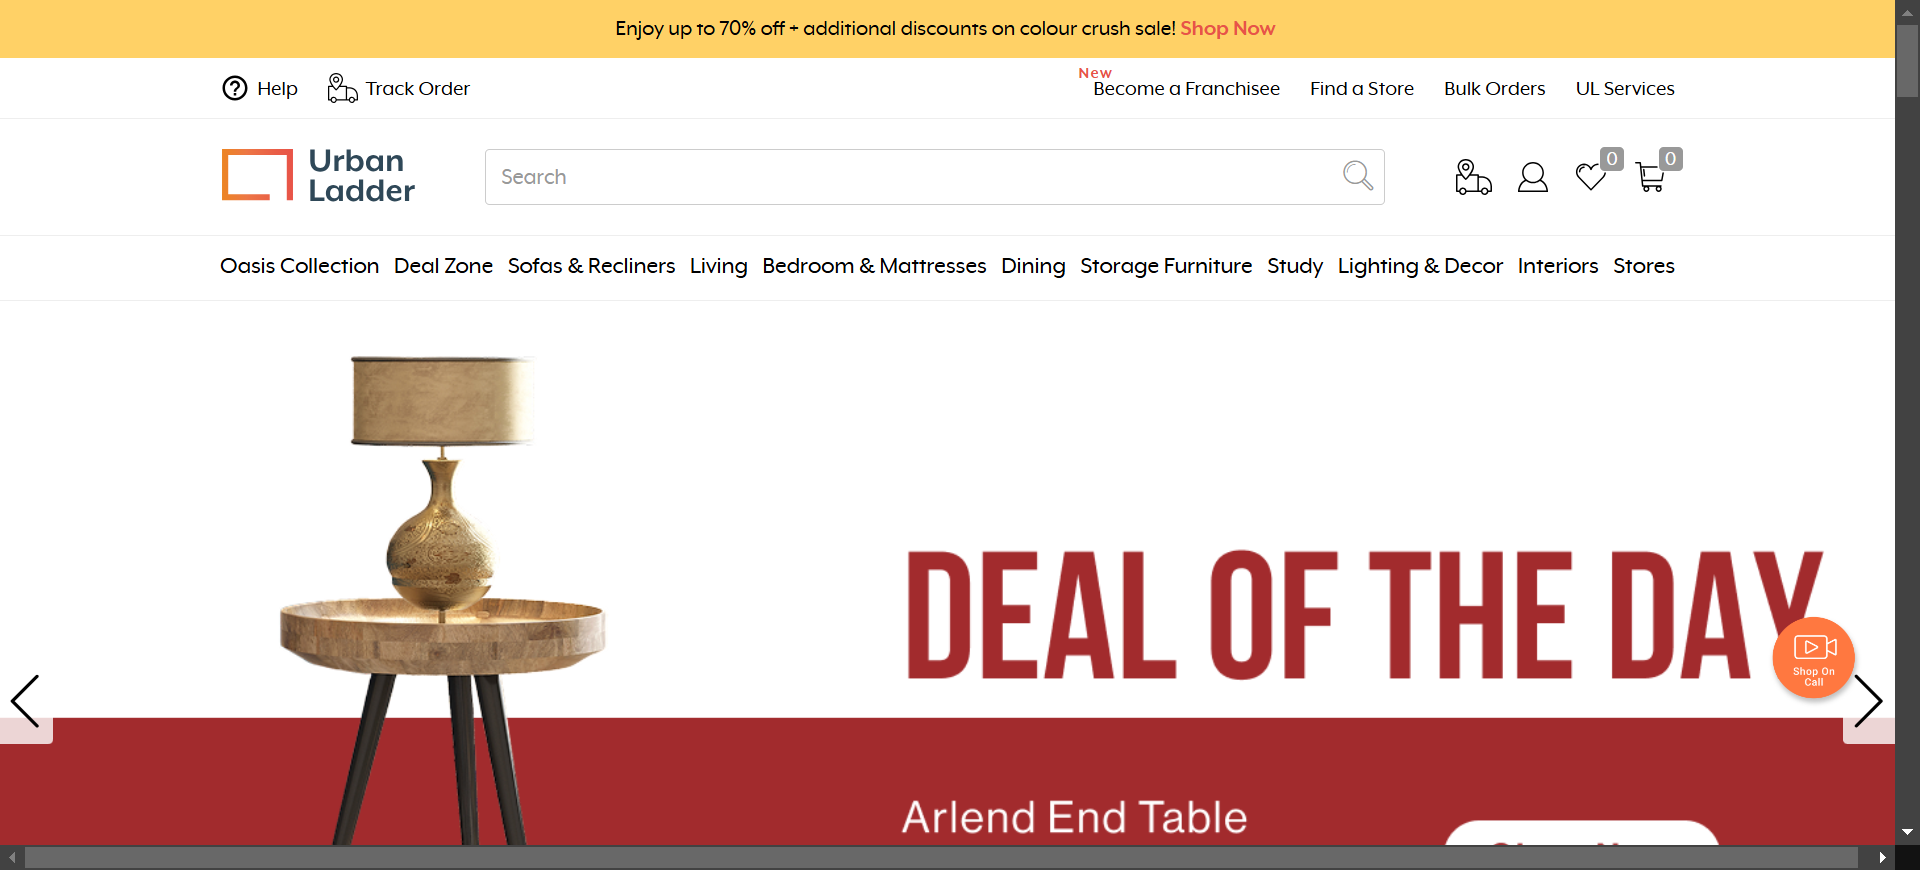 Enjoy up to 70% off + additional discounts on colour crush sale! Shop Now
Help
Track Order
New
Become a Franchisee
Find a Store
Bulk Orders
UL Services
Urban
Ladder
Search
0
0
Oasis Collection
Deal Zone
Sofas & Recliners
Living
Bedroom & Mattresses
Dining
Storage Furniture
Study
Lighting & Decor
Interiors
Stores
DEAL OF THE DAY
Shop On
Call
Arlend End Table